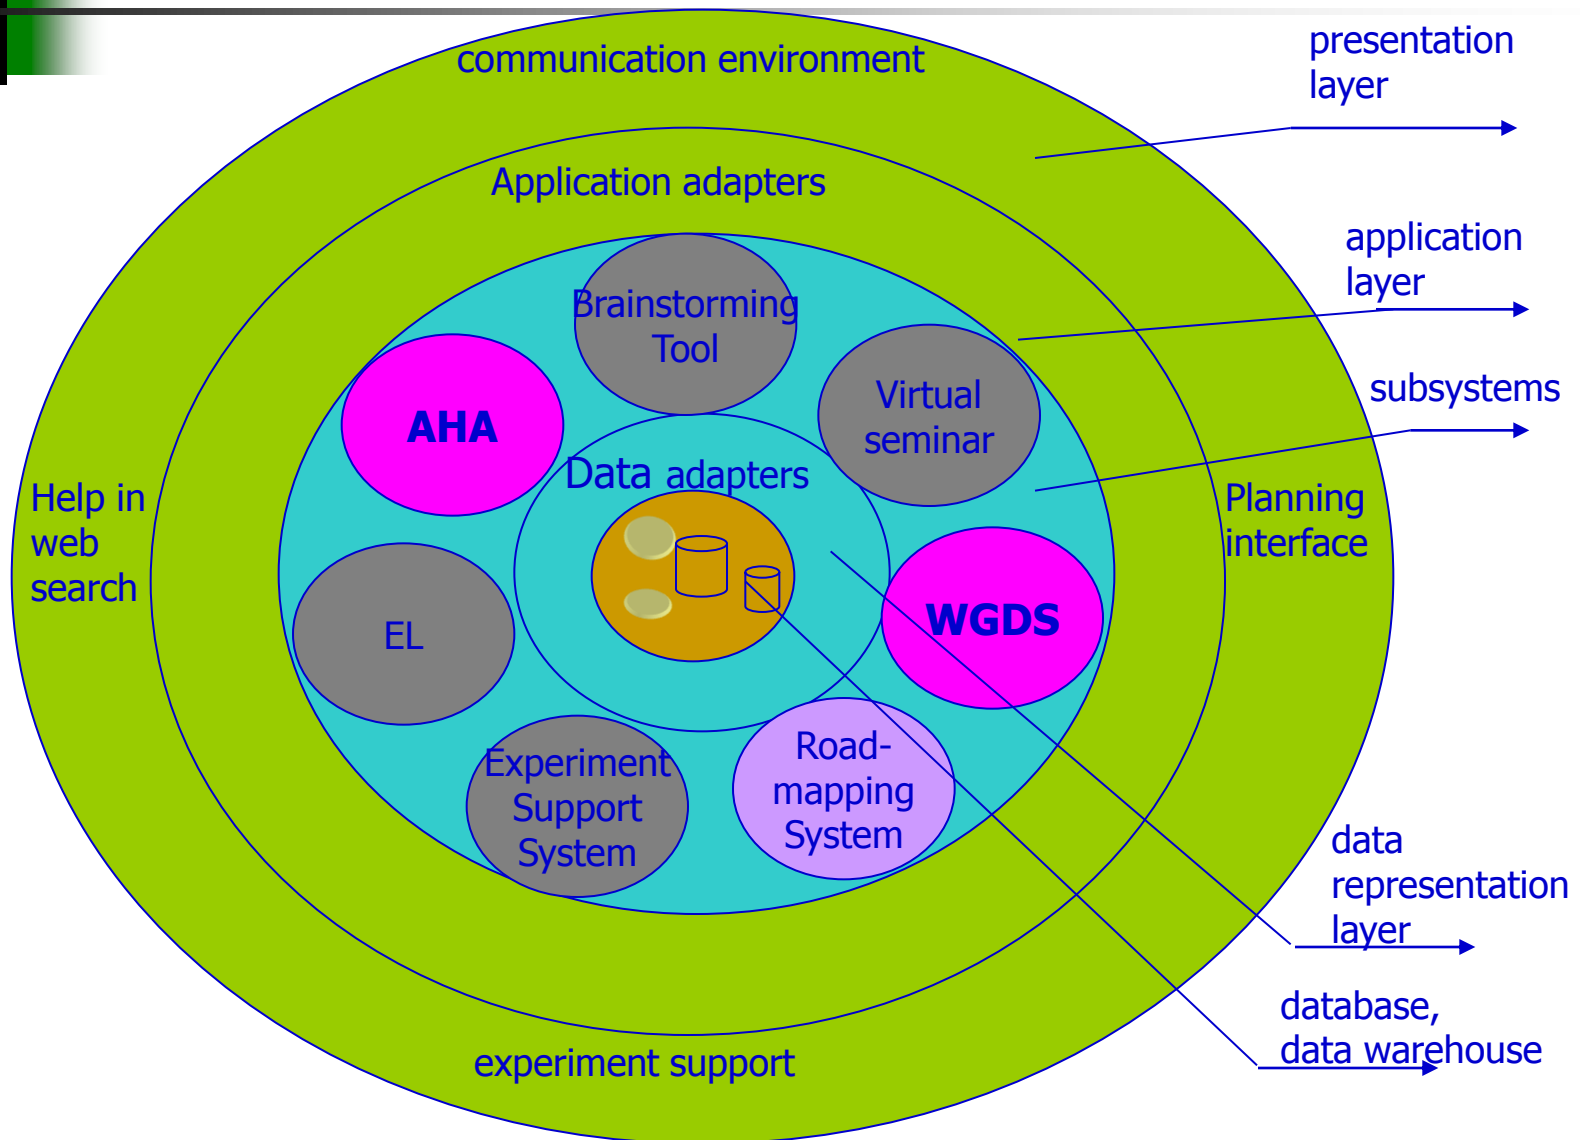 communication environment
presentation
layer
Application adapters
application
layer
Brainstorming
Tool
Virtual
seminar
subsystems
AHA
Data adapters
Help in
web
search
Planning
interface
EL
WGDS
Experiment
Support
System
Road-
mapping
System
data
representation
layer
database,
data warehouse
experiment support